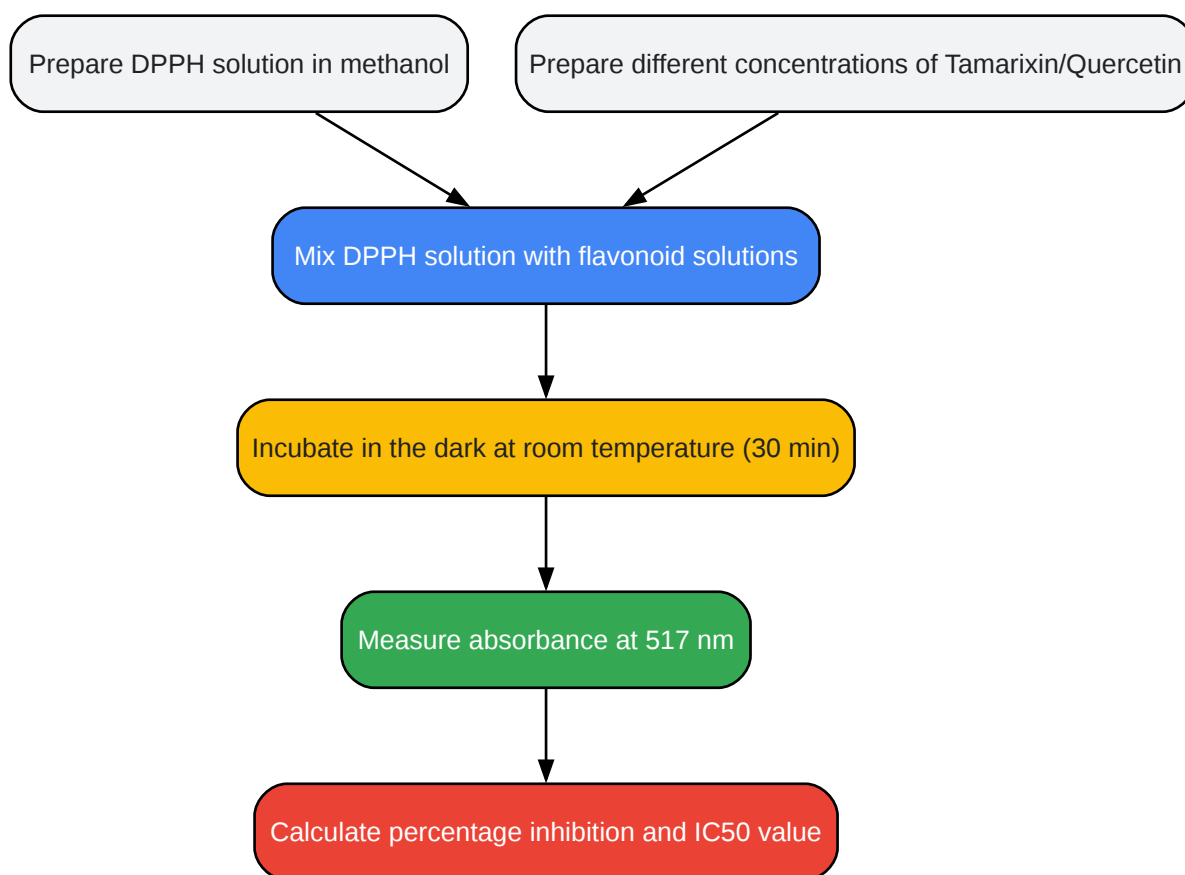 Prepare DPPH solution in methanol
Prepare different concentrations of Tamarixin/Quercetin
Mix DPPH solution with flavonoid solutions
Incubate in the dark at room temperature (30 min)
Measure absorbance at 517 nm
Calculate percentage inhibition and IC50 value